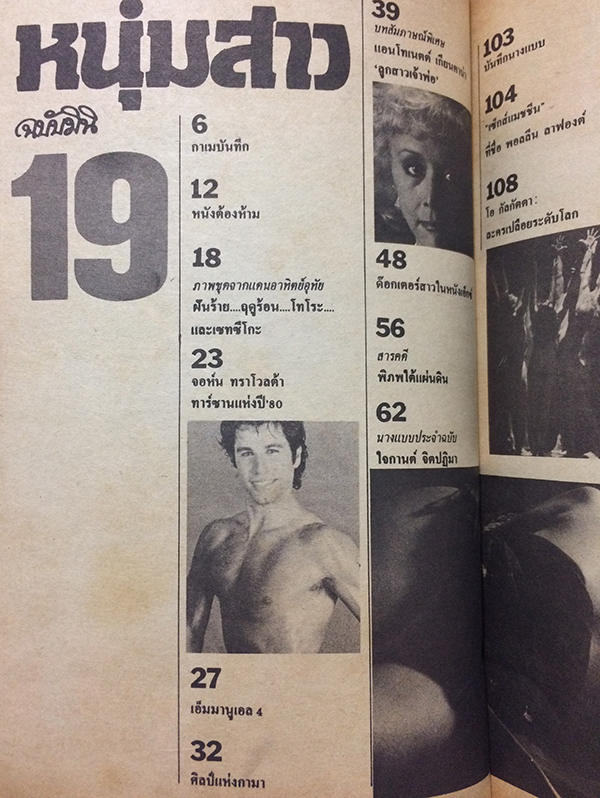 หนุ่มสาว
ฉบับมินิ
19
6
กาเมบันทึก
12
หนังต้องห้าม
18
ภาพชุดจากแดนอาทิตย์อุทัย
ฝันร้าย....ฤดูร้อน....โทโระ....
และเซทซึโกะ
23
จอห์น ทราโวลต้า
ทาร์ซานแห่งปี'80
27
เอ็มมานูเอล 4
32
ศิลป์แห่งกามา
39
บทสัมภาษณ์พิเศษ
แอนโทเนตต์ เกียนคาน่า
'ลูกสาวเจ้าพ่อ'
48
ด๊อกเตอร์สาวในหนังเอ๊กซ์
56
สารคดี
พิภพใต้แผ่นดิน
62
นางแบบประจำฉบับ
ใจกานต์ จิตปฏิมา
103
บันทึกนางแบบ
104
"เซ็กส์แมชชีน"
ที่ชื่อ พอลลีน ลาฟองต์
108
โอ กัลกัตตา :
ละครเปลือยระดับโลก